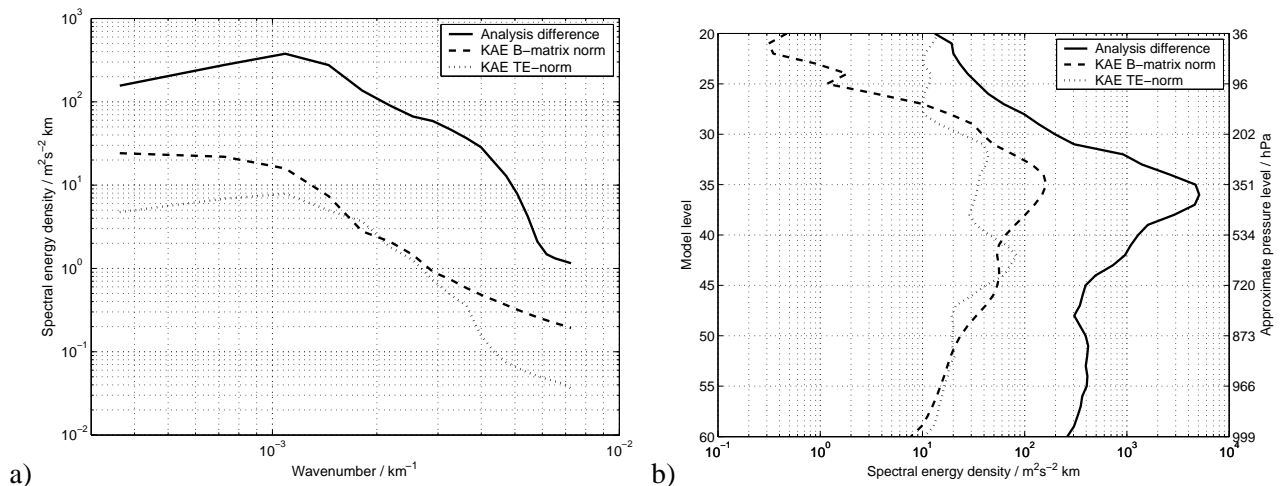 10³
10²
10¹
10⁰
10⁻¹
10⁻²
Spectral energy density / m²s⁻² km
Analysis difference
KAE B−matrix norm
KAE TE−norm
10⁻³
10⁻²
Wavenumber / km⁻¹
a)
20
25
30
35
40
45
50
55
60
Model level
Analysis difference
KAE B−matrix norm
KAE TE−norm
36
96
202
351
534
720
873
966
999
Approximate pressure level / hPa
10⁻¹
10⁰
10¹
10²
10³
10⁴
Spectral energy density / m²s⁻² km
b)